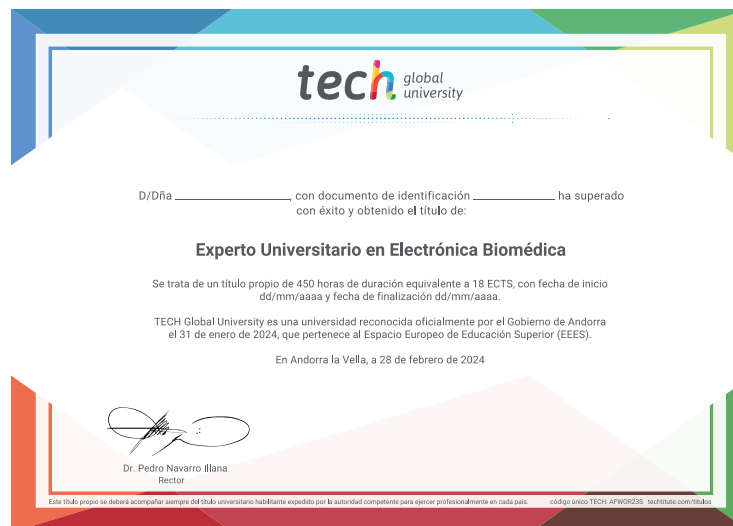 tech global
university
D/Dña ____________________, con documento de identificación ______________ ha superado
con éxito y obtenido el título de:
Experto Universitario en Electrónica Biomédica
Se trata de un título propio de 450 horas de duración equivalente a 18 ECTS, con fecha de inicio
dd/mm/aaaa y fecha de finalización dd/mm/aaaa.
TECH Global University es una universidad reconocida oficialmente por el Gobierno de Andorra
el 31 de enero de 2024, que pertenece al Espacio Europeo de Educación Superior (EEES).
En Andorra la Vella, a 28 de febrero de 2024
Dr. Pedro Navarro Illana
Rector
Este título propio se deberá acompañar siempre del título universitario habilitante expedido por la autoridad competente para ejercer profesionalmente en cada país. código único TECH: AFWOR23S techtitute.com/titulos